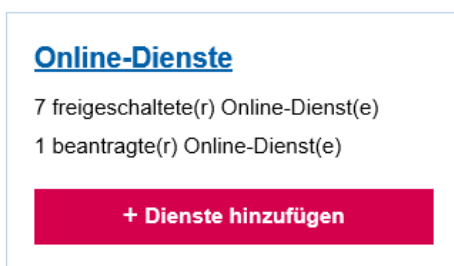 Online-Dienste
7 freigeschaltete(r) Online-Dienst(e)
1 beantragte(r) Online-Dienst(e)
+ Dienste hinzufügen